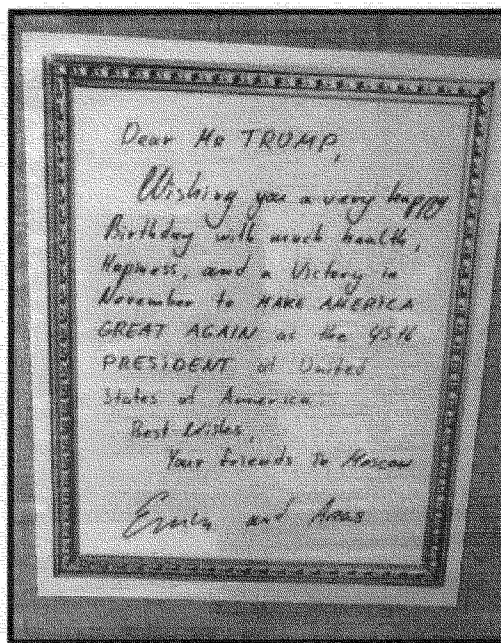 Dear Mr TRUMP,
Wishing you a very happy
Birthday with much health,
Hapiness, and a Victory in
November to MAKE AMERICA
GREAT AGAIN as the 45th
PRESIDENT of United
States of America
Best Wishes,
Your friends in Moscow
Emin and Aras